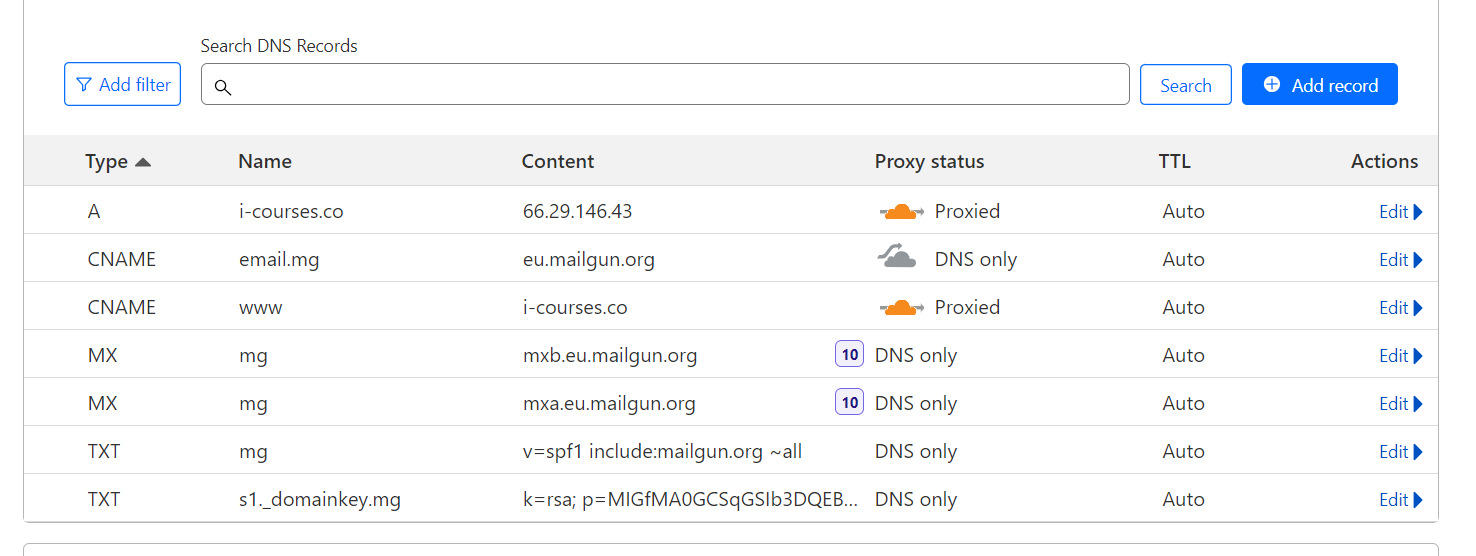 Search DNS Records
Add filter
Search
Add record
Type Name Content Proxy status TTL Actions
A i-courses.co 66.29.146.43 Proxied Auto Edit
CNAME email.mg eu.mailgun.org DNS only Auto Edit
CNAME www i-courses.co Proxied Auto Edit
MX mg mxb.eu.mailgun.org 10 DNS only Auto Edit
MX mg mxa.eu.mailgun.org 10 DNS only Auto Edit
TXT mg v=spf1 include:mailgun.org ~all DNS only Auto Edit
TXT s1._domainkey.mg k=rsa; p=MIGfMA0GCSqGSIb3DQEB... DNS only Auto Edit